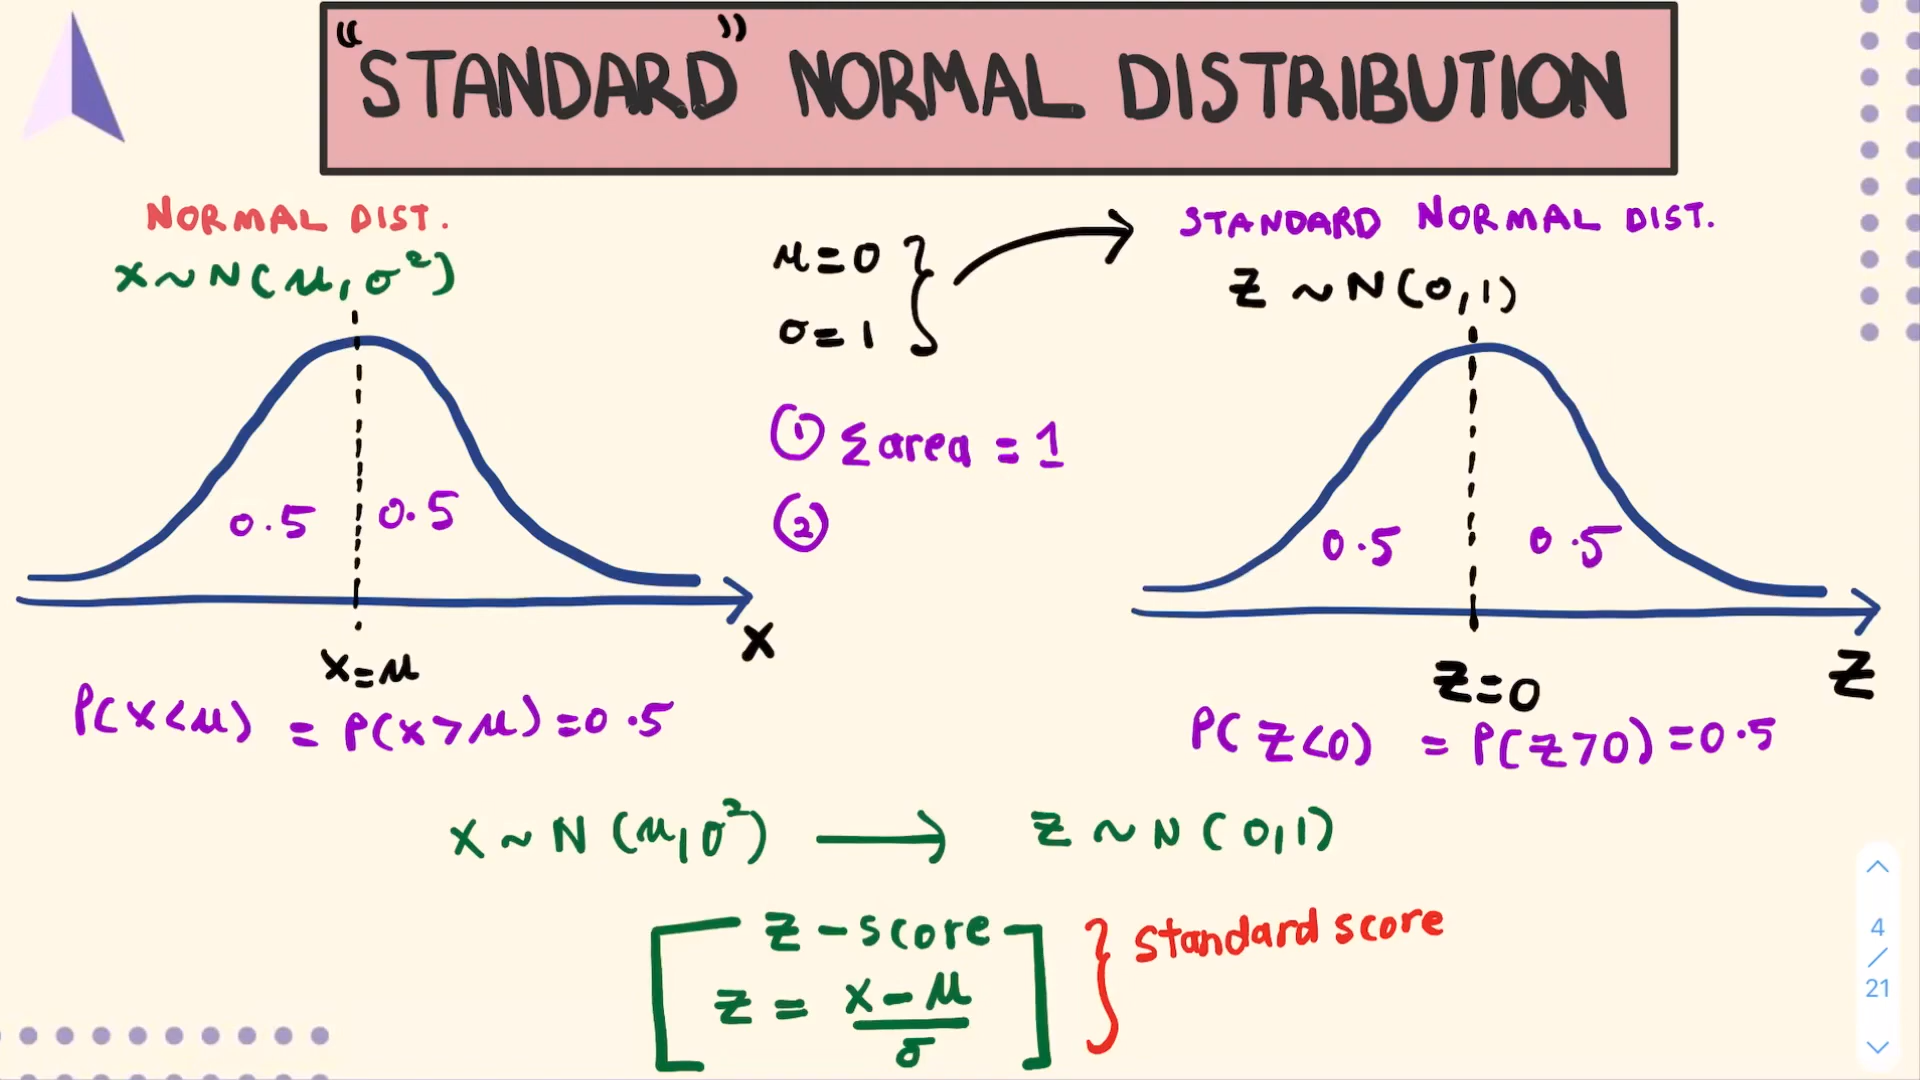 “STANDARD” NORMAL DISTRIBUTION
NORMAL DIST.
X ~ N(μ, σ²)
μ = 0
σ = 1
STANDARD NORMAL DIST.
Z ~ N(0,1)
① Σ area = 1
②
0.5 0.5
0.5 0.5
X
x = μ
Z
Z = 0
P(X < μ) = P(X > μ) = 0.5
P(Z < 0) = P(Z > 0) = 0.5
X ~ N(μ, σ²) → Z ~ N(0,1)
Z - score
Z = (X - μ) / σ
Standard score
4
/
21